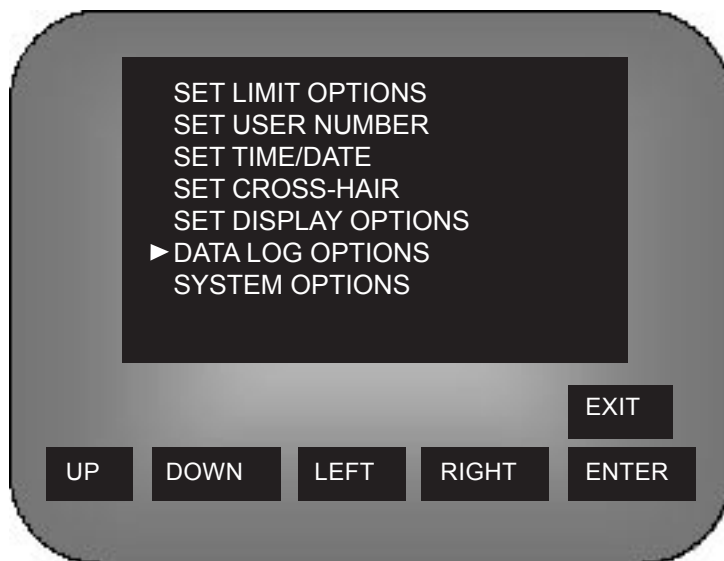 SET LIMIT OPTIONS
SET USER NUMBER
SET TIME/DATE
SET CROSS-HAIR
SET DISPLAY OPTIONS
►DATA LOG OPTIONS
SYSTEM OPTIONS
EXIT
UP DOWN LEFT RIGHT ENTER